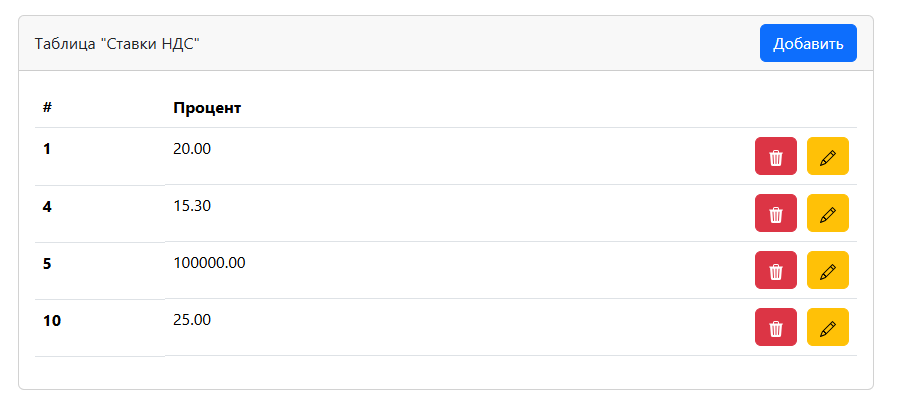 Таблица "Ставки НДС"
Добавить
# Процент
1 20.00
4 15.30
5 100000.00
10 25.00